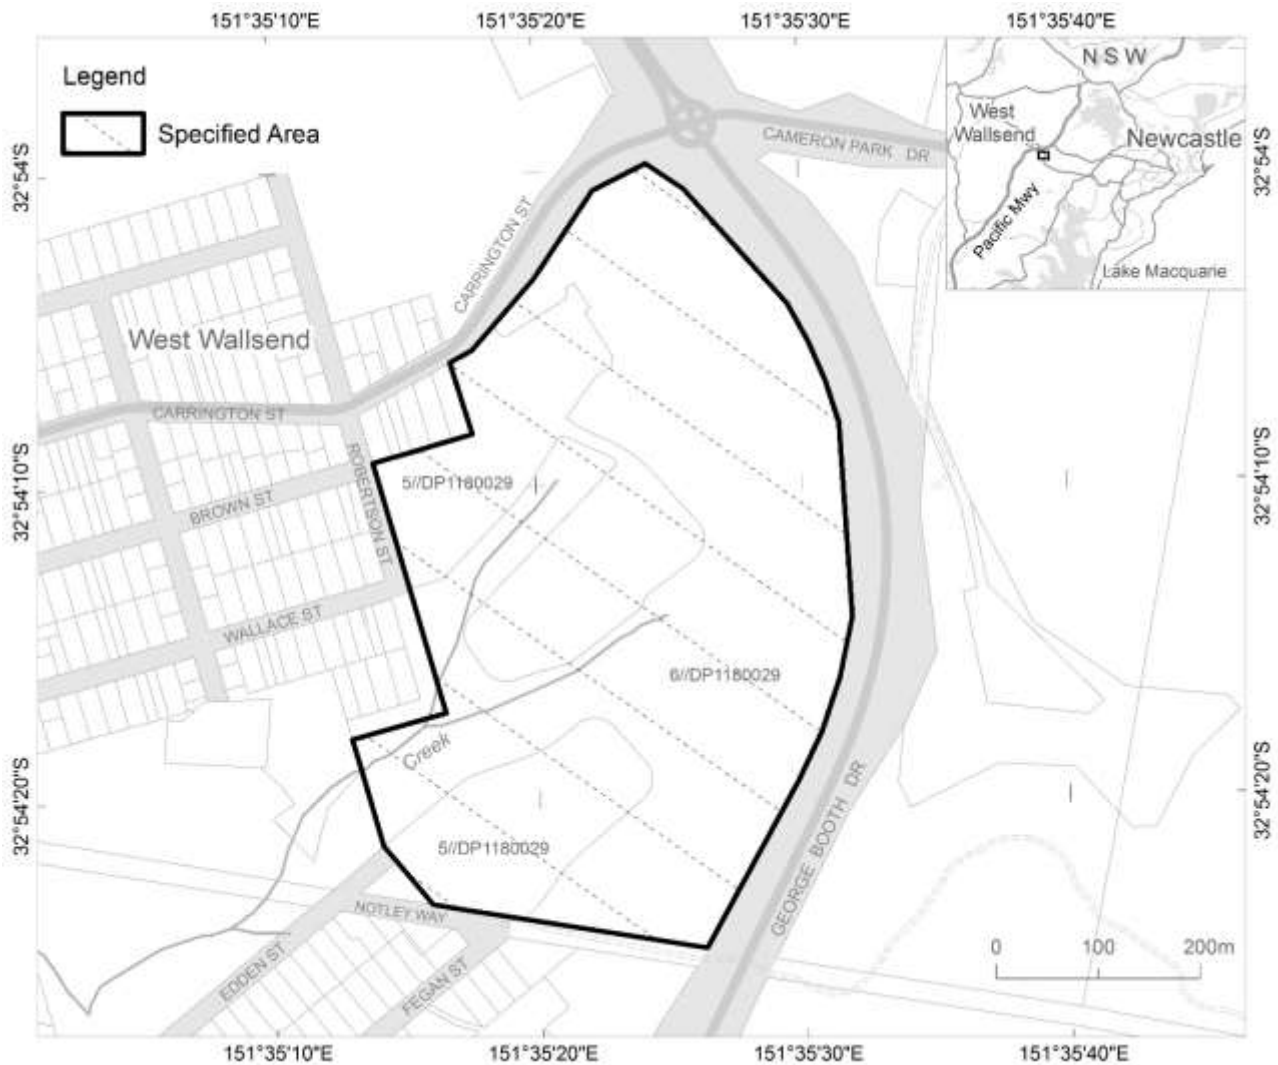 151°35'10"E
151°35'20"E
151°35'30"E
151°35'40"E
Legend
Specified Area
NSW
West
Wallsend
Newcastle
Pacific Mwy
Lake Macquarie
32°54'S
32°54'S
CAMERON PARK DR
CARRINGTON ST
West Wallsend
CARRINGTON ST
ROBERTSON ST
BROWN ST
WALLACE ST
5//DP1180029
32°54'10"S
32°54'10"S
6//DP1180029
Creek
5//DP1180029
32°54'20"S
32°54'20"S
GEORGE BOOTH DR
NOTLEY WAY
EDDEN ST
FEGAN ST
0 100 200m
151°35'10"E
151°35'20"E
151°35'30"E
151°35'40"E